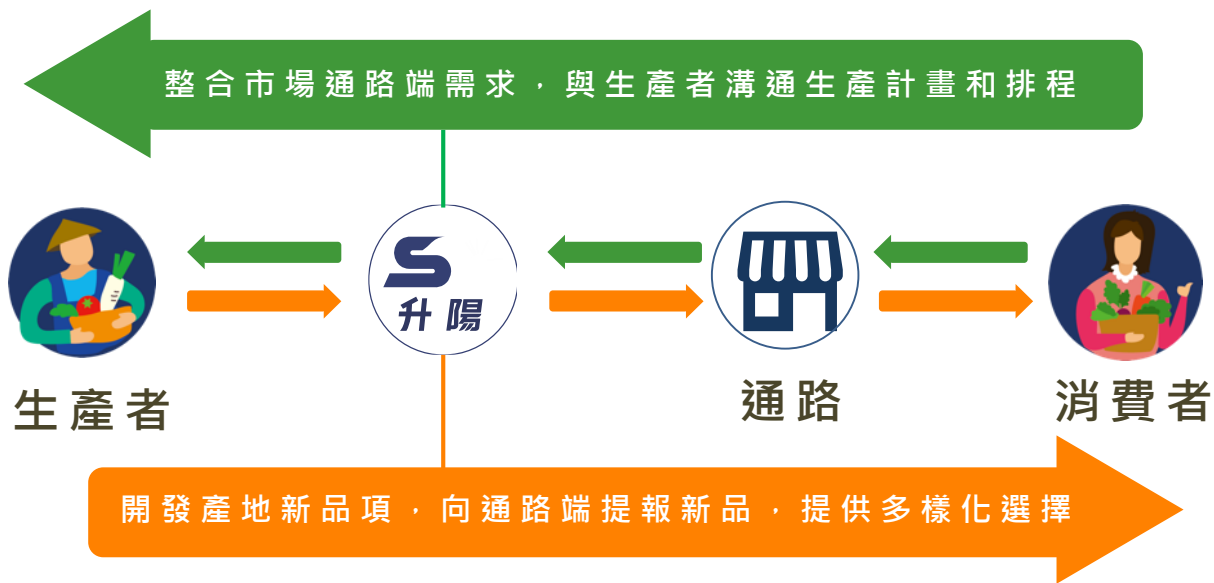 整合市場通路端需求，與生產者溝通生產計畫和排程
升陽
生產者
通路
消費者
開發產地新品項，向通路端提報新品，提供多樣化選擇